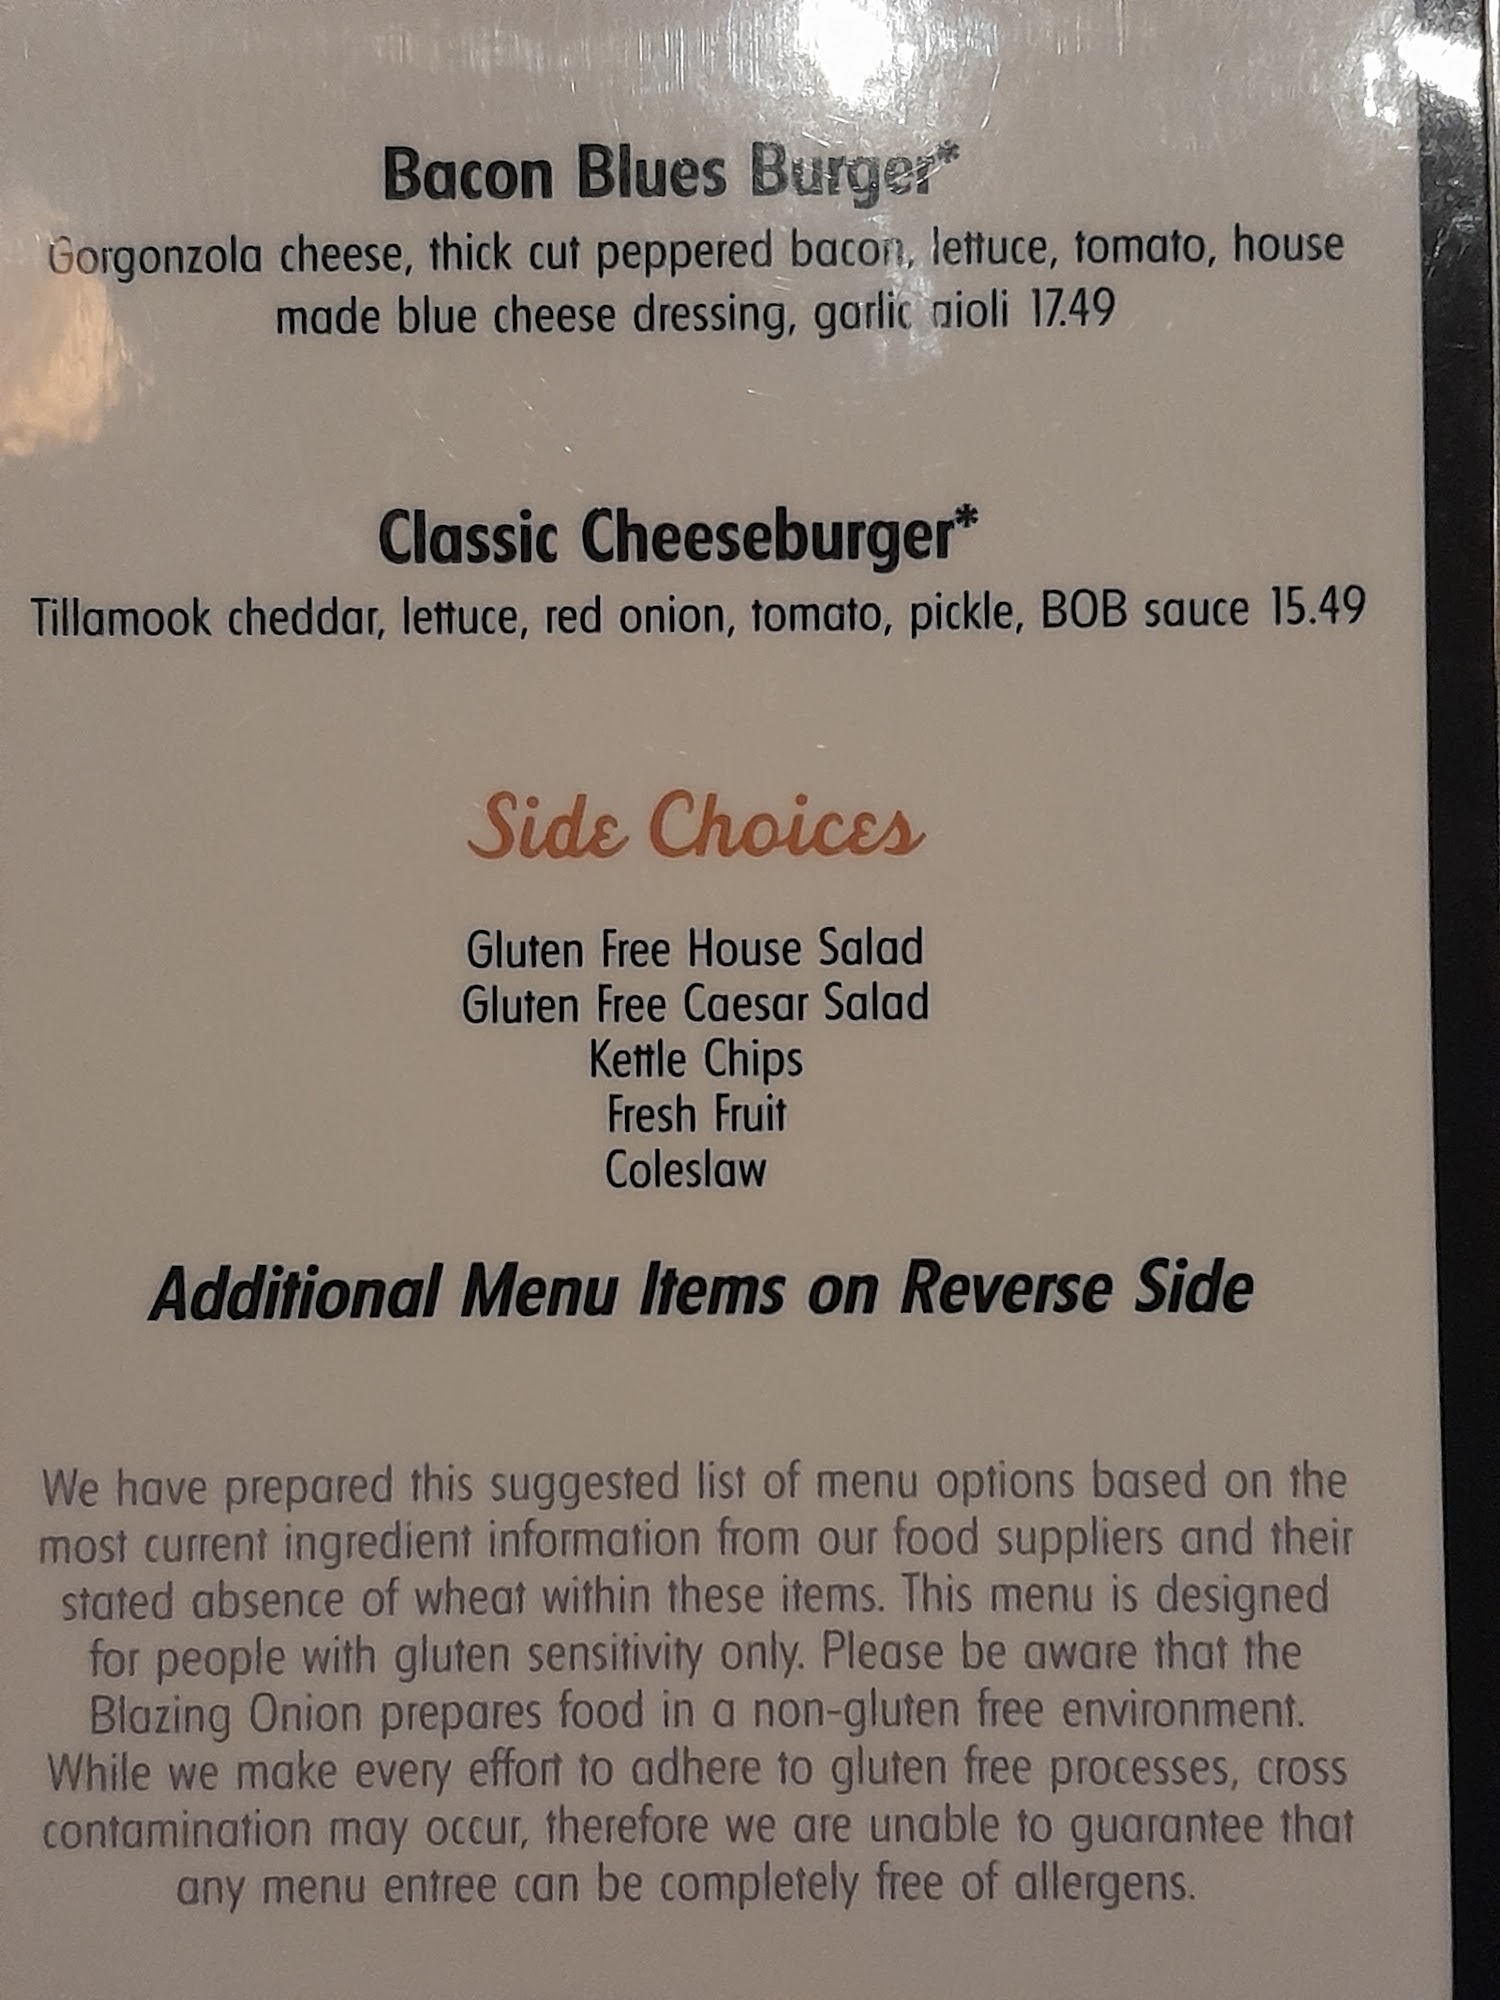 Bacon Blues Burger*
Gorgonzola cheese, thick cut peppered bacon, lettuce, tomato, house
made blue cheese dressing, garlic aioli 17.49
Classic Cheeseburger*
Tillamook cheddar, lettuce, red onion, tomato, pickle, BOB sauce 15.49
Side Choices
Gluten Free House Salad
Gluten Free Caesar Salad
Kettle Chips
Fresh Fruit
Coleslaw
Additional Menu Items on Reverse Side
We have prepared this suggested list of menu options based on the
most current ingredient information from our food suppliers and their
stated absence of wheat within these items. This menu is designed
for people with gluten sensitivity only. Please be aware that the
Blazing Onion prepares food in a non-gluten free environment.
While we make every effort to adhere to gluten free processes, cross
contamination may occur, therefore we are unable to guarantee that
any menu entree can be completely free of allergens.